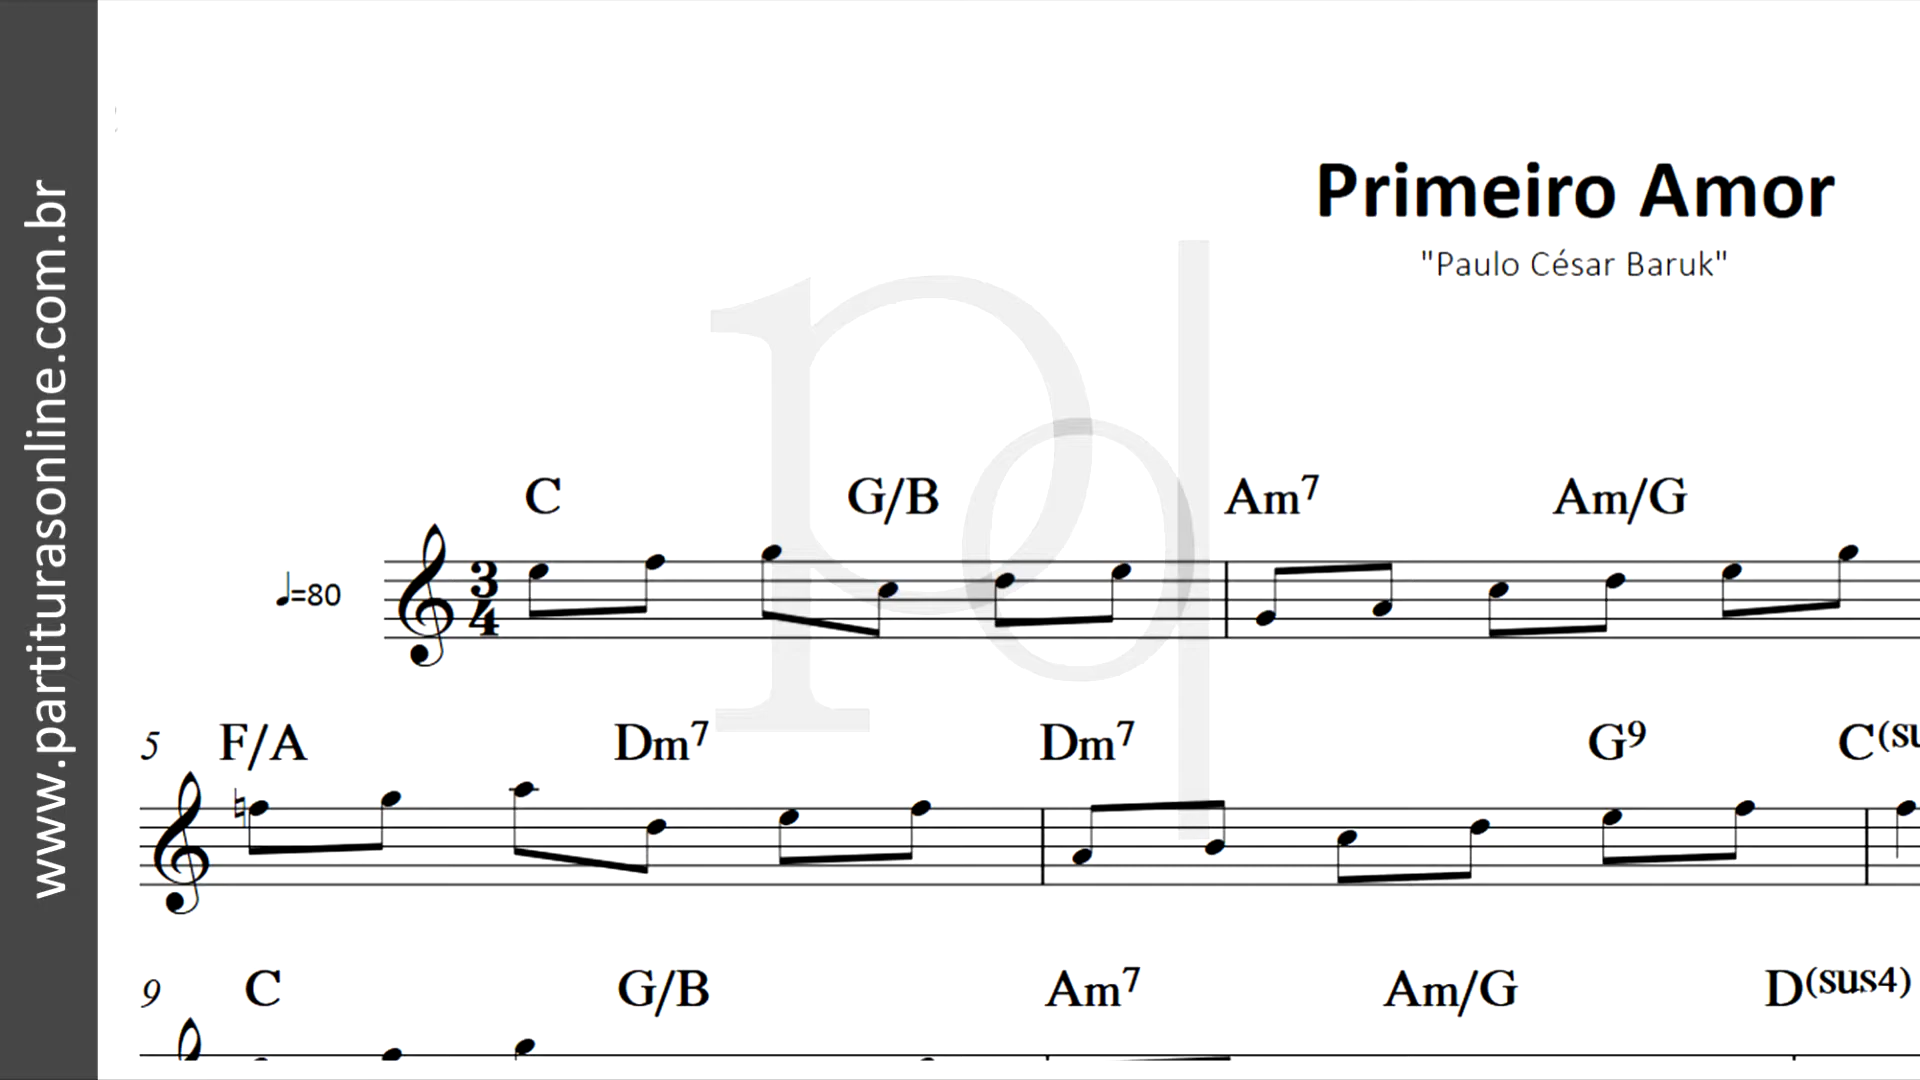 www.partiturasonline.com.br
Primeiro Amor
"Paulo César Baruk"
C G/B Am7 Am/G
♩=80
3
4
5 F/A Dm7 Dm7 G9 C(su
9 C G/B Am7 Am/G D(sus4)